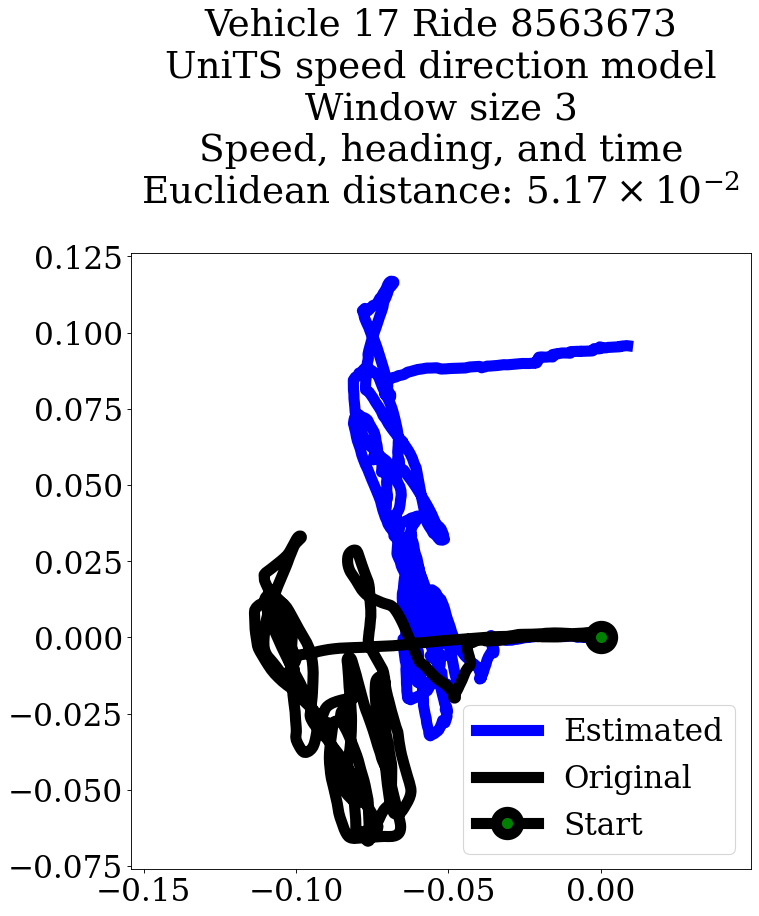 Vehicle 17 Ride 8563673
UniTS speed direction model
Window size 3
Speed, heading, and time
Euclidean distance: 5.17 × 10⁻²
0.125
0.100
0.075
0.050
0.025
0.000
−0.025
−0.050
−0.075
Estimated
Original
Start
−0.15 −0.10 −0.05 0.00